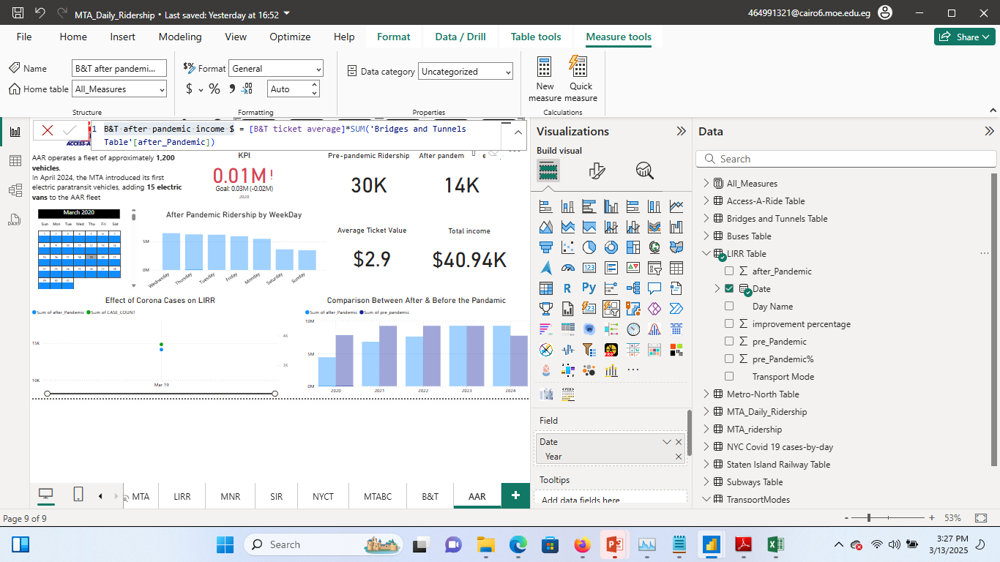 MTA_Daily_Ridership • Last saved: Yesterday at 16:52
464991321@cairo6.moe.edu.eg
File Home Insert Modeling View Optimize Help Format Data / Drill Table tools Measure tools
Share
Name B&T after pandemi...
Home table All_Measures
Structure
Format General
$ % Auto
Formatting
Data category Uncategorized
Properties
New measure
Quick measure
Calculations
1 B&T after pandemic income $ = [B&T ticket average]*SUM('Bridges and Tunnels
Table'[after_Pandemic])
ACCESS-A
AAR operates a fleet of approximately 1,200
vehicles.
In April 2024, the MTA introduced its first
electric paratransit vehicles, adding 15 electric
vans to the AAR fleet
KPI
0.01M!
Goal: 0.03M (-0.02M)
2020
Pre-pandemic Ridership
30K
After pandem
14K
March 2020
Sun Mon Tue Wed Thu Fri Sat
1 2 3 4 5 6 7
8 9 10 11 12 13 14
15 16 17 18 19 20 21
22 23 24 25 26 27 28
29 30 31
After Pandemic Ridership by WeekDay
5M
0M
Wednesday Thursday Tuesday Friday Monday Saturday Sunday
Average Ticket Value
$2.9
Total income
$40.94K
Effect of Corona Cases on LIRR
Sum of after_Pandemic Sum of CASE_COUNT
15K
10K
4K
3K
Mar 19
Comparison Between After & Before the Pandamic
Sum of after_Pandemic Sum of pre_pandemic
10M
5M
0M
2020 2021 2022 2023 2024
MTA LIRR MNR SIR NYCT MTABC B&T AAR +
Page 9 of 9
Visualizations
Build visual
123
R Py
PRO
Field
Date
Year
Tooltips
Add data fields here
Data
Search
All_Measures
Access-A-Ride Table
Bridges and Tunnels Table
Buses Table
LIRR Table
after_Pandemic
Date
Day Name
improvement percentage
pre_Pandemic
pre_Pandemic%
Transport Mode
Metro-North Table
MTA_Daily_Ridership
MTA_ridership
NYC Covid 19 cases-by-day
Staten Island Railway Table
Subways Table
TransportModes
- + 53%
Search
3:27 PM
3/13/2025